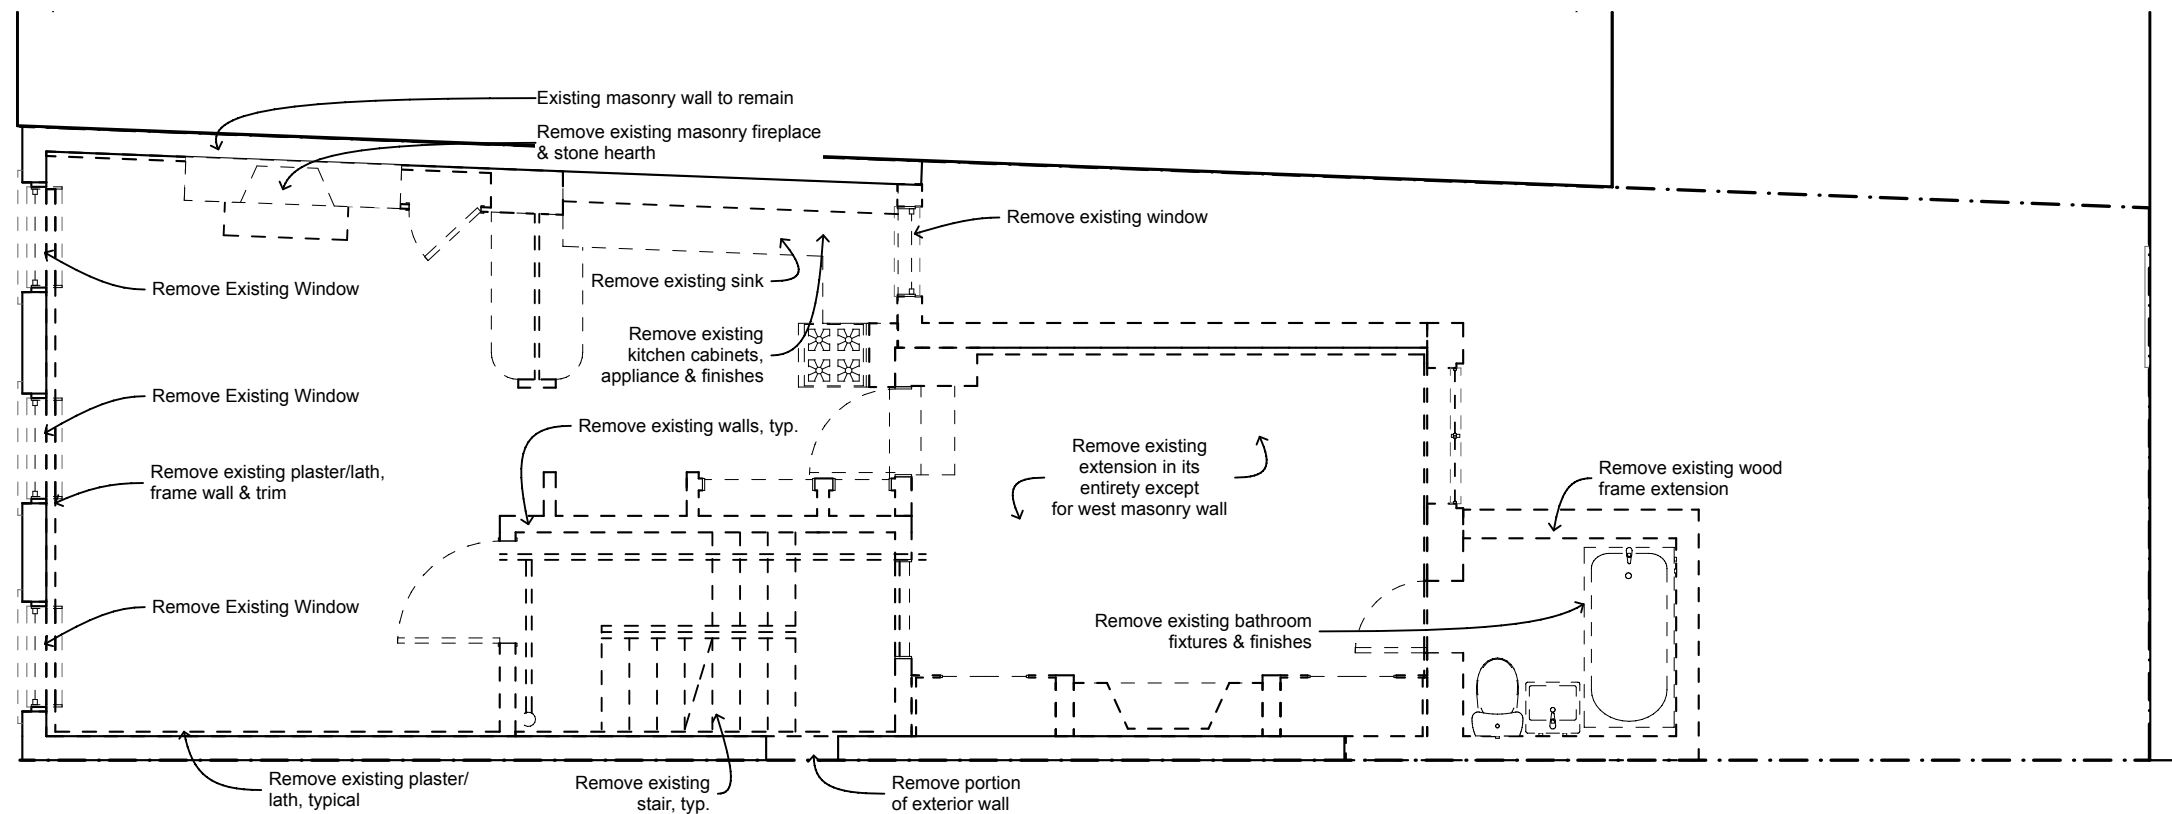 Existing masonry wall to remain
Remove existing masonry fireplace
& stone hearth
Remove existing window
Remove existing sink
Remove Existing Window
Remove existing
kitchen cabinets,
appliance & finishes
Remove Existing Window
Remove existing walls, typ.
Remove existing
extension in its
entirety except
for west masonry wall
Remove existing plaster/lath,
frame wall & trim
Remove existing wood
frame extension
Remove Existing Window
Remove existing bathroom
fixtures & finishes
Remove existing plaster/
lath, typical
Remove existing
stair, typ.
Remove portion
of exterior wall